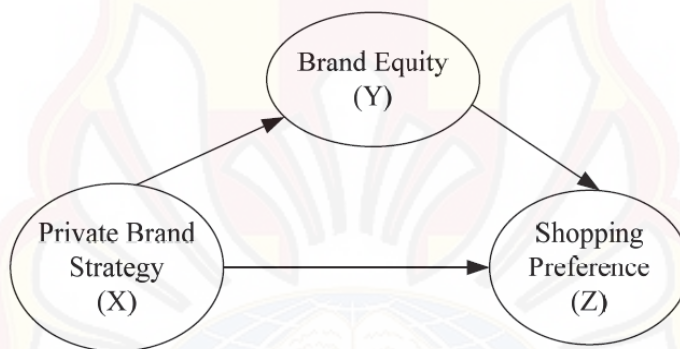 Brand Equity
(Y)
Private Brand
Strategy
(X)
Shopping
Preference
(Z)